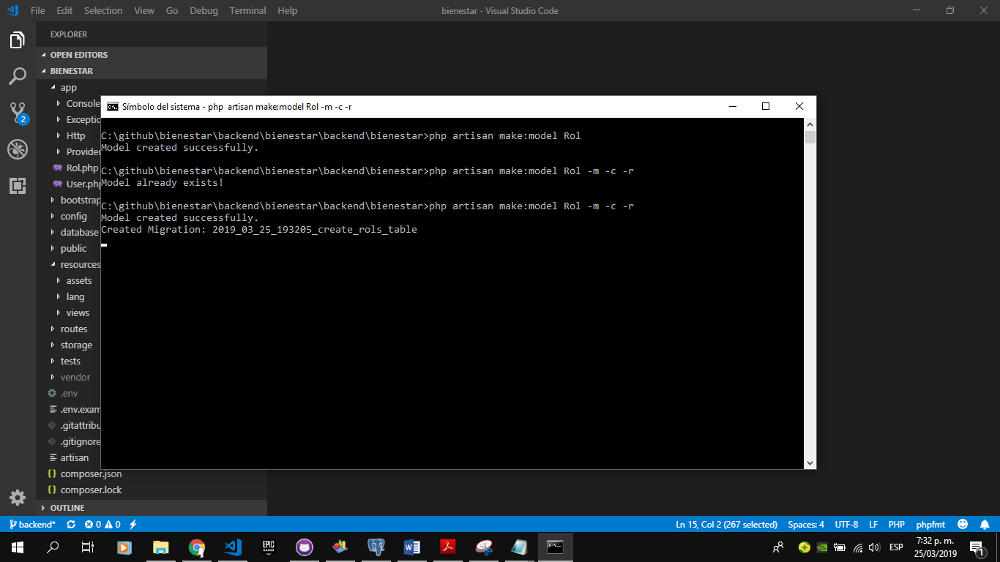 File Edit Selection View Go Debug Terminal Help
bienestar - Visual Studio Code
EXPLORER
OPEN EDITORS
BIENESTAR
app
Console
Exceptio
Http
Provider
Rol.php
User.php
bootstrap
config
database
public
resources
assets
lang
views
routes
storage
tests
vendor
.env
.env.exam
.gitattribu
.gitignore
artisan
composer.json
composer.lock
OUTLINE
2
C:\. Símbolo del sistema - php  artisan make:model Rol -m -c -r
C:\github\bienestar\backend\bienestar\backend\bienestar>php artisan make:model Rol
Model created successfully.
C:\github\bienestar\backend\bienestar\backend\bienestar>php artisan make:model Rol -m -c -r
Model already exists!
C:\github\bienestar\backend\bienestar\backend\bienestar>php artisan make:model Rol -m -c -r
Model created successfully.
Created Migration: 2019_03_25_193205_create_rols_table
backend* 0 0
Ln 15, Col 2 (267 selected) Spaces: 4 UTF-8 LF PHP phpfmt
EPIC GAMES
ESP
7:32 p. m.
25/03/2019
1